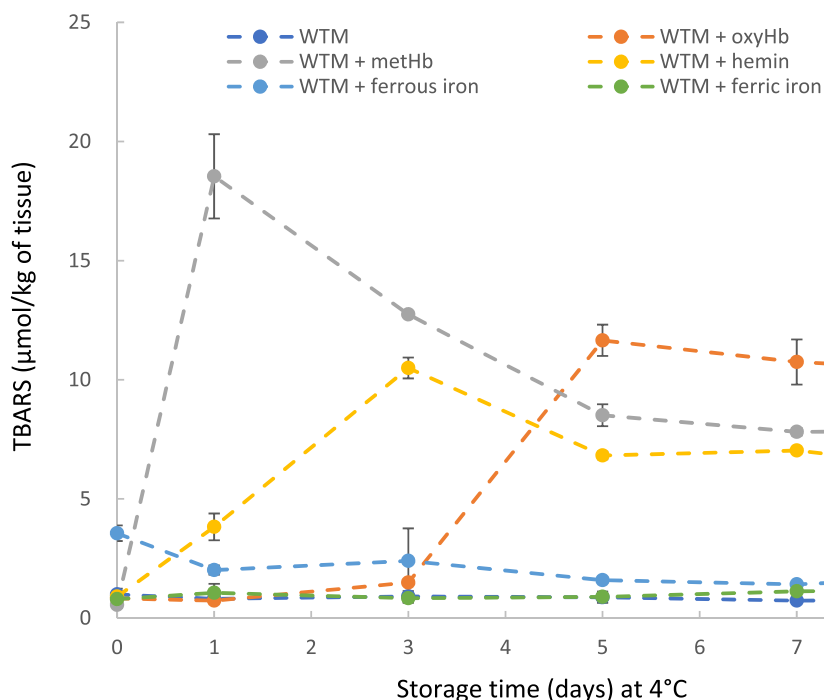 25
20
15
10
5
0
TBARS (µmol/kg of tissue)
WTM
WTM + oxyHb
WTM + metHb
WTM + hemin
WTM + ferrous iron
WTM + ferric iron
0 1 2 3 4 5 6 7
Storage time (days) at 4°C